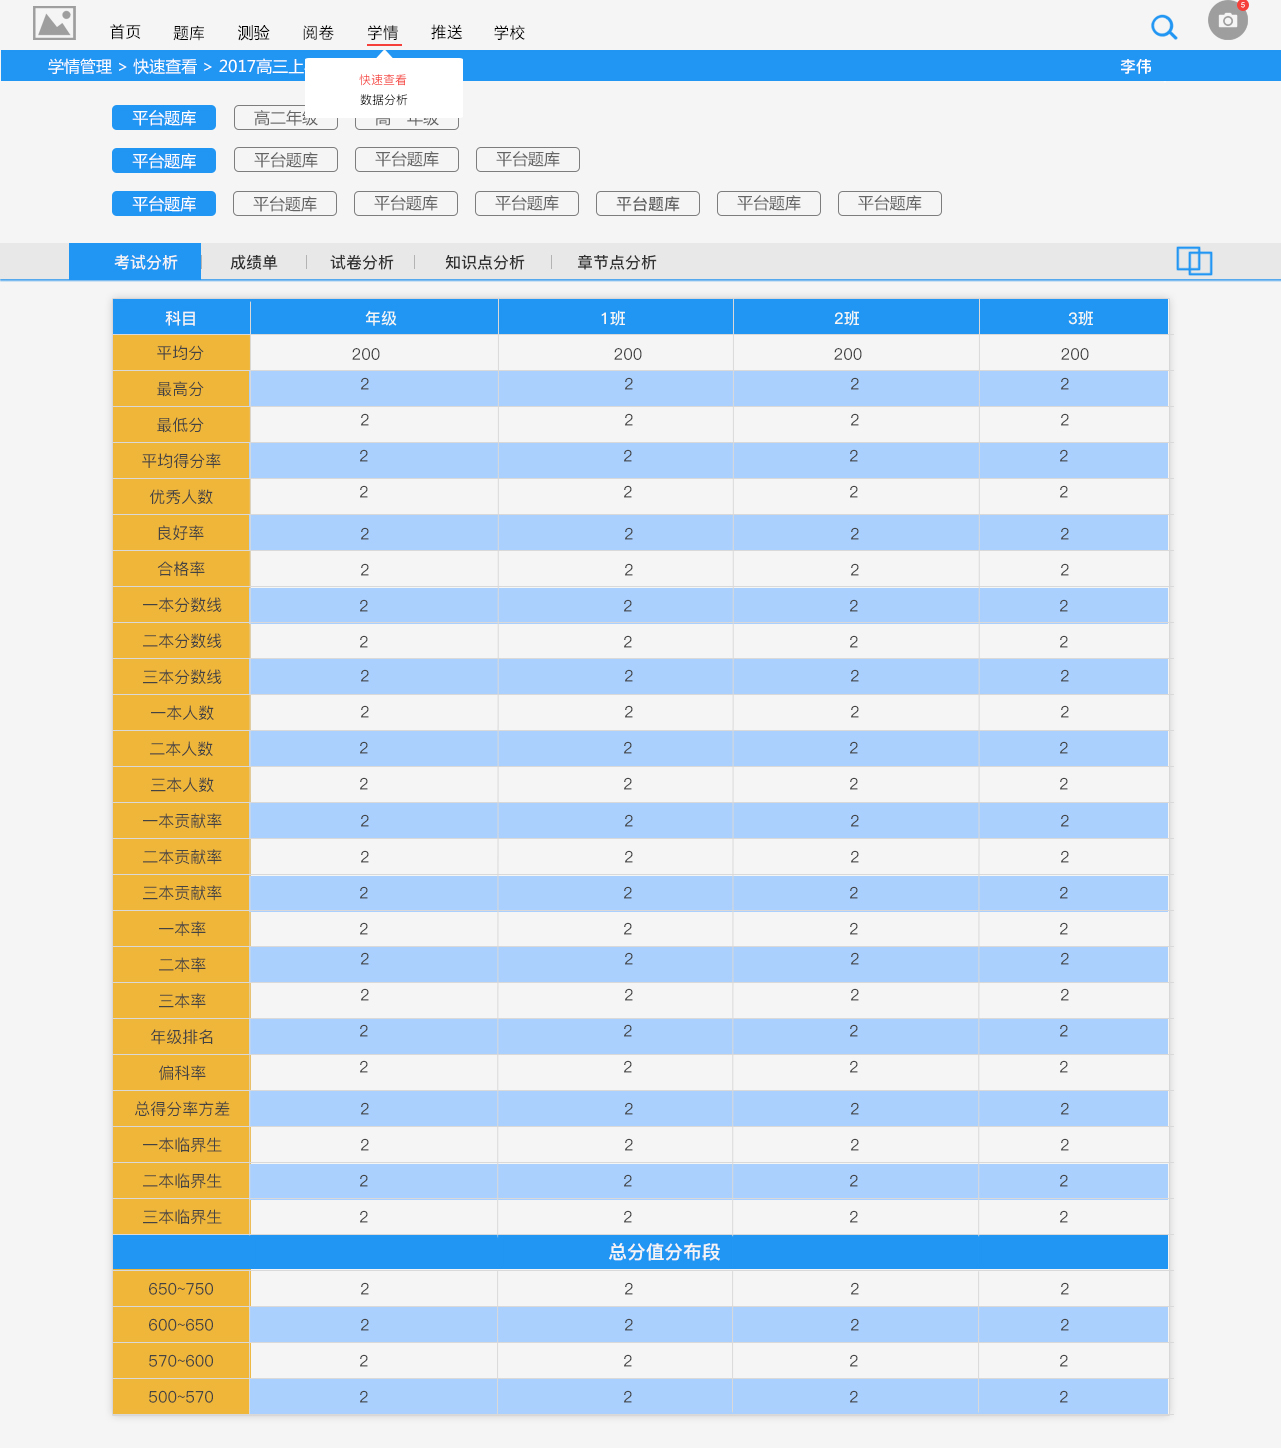 首页 题库 测验 阅卷 学情 推送 学校 5
学情管理 > 快速查看 > 2017高三上 李伟
快速查看
数据分析
平台题库 高二年级 高一年级
平台题库 平台题库 平台题库 平台题库
平台题库 平台题库 平台题库 平台题库 平台题库 平台题库 平台题库
考试分析 成绩单 试卷分析 知识点分析 章节点分析
科目 年级 1班 2班 3班
平均分 200 200 200 200
最高分 2 2 2 2
最低分 2 2 2 2
平均得分率 2 2 2 2
优秀人数 2 2 2 2
良好率 2 2 2 2
合格率 2 2 2 2
一本分数线 2 2 2 2
二本分数线 2 2 2 2
三本分数线 2 2 2 2
一本人数 2 2 2 2
二本人数 2 2 2 2
三本人数 2 2 2 2
一本贡献率 2 2 2 2
二本贡献率 2 2 2 2
三本贡献率 2 2 2 2
一本率 2 2 2 2
二本率 2 2 2 2
三本率 2 2 2 2
年级排名 2 2 2 2
偏科率 2 2 2 2
总得分率方差 2 2 2 2
一本临界生 2 2 2 2
二本临界生 2 2 2 2
三本临界生 2 2 2 2
总分值分布段
650~750 2 2 2 2
600~650 2 2 2 2
570~600 2 2 2 2
500~570 2 2 2 2